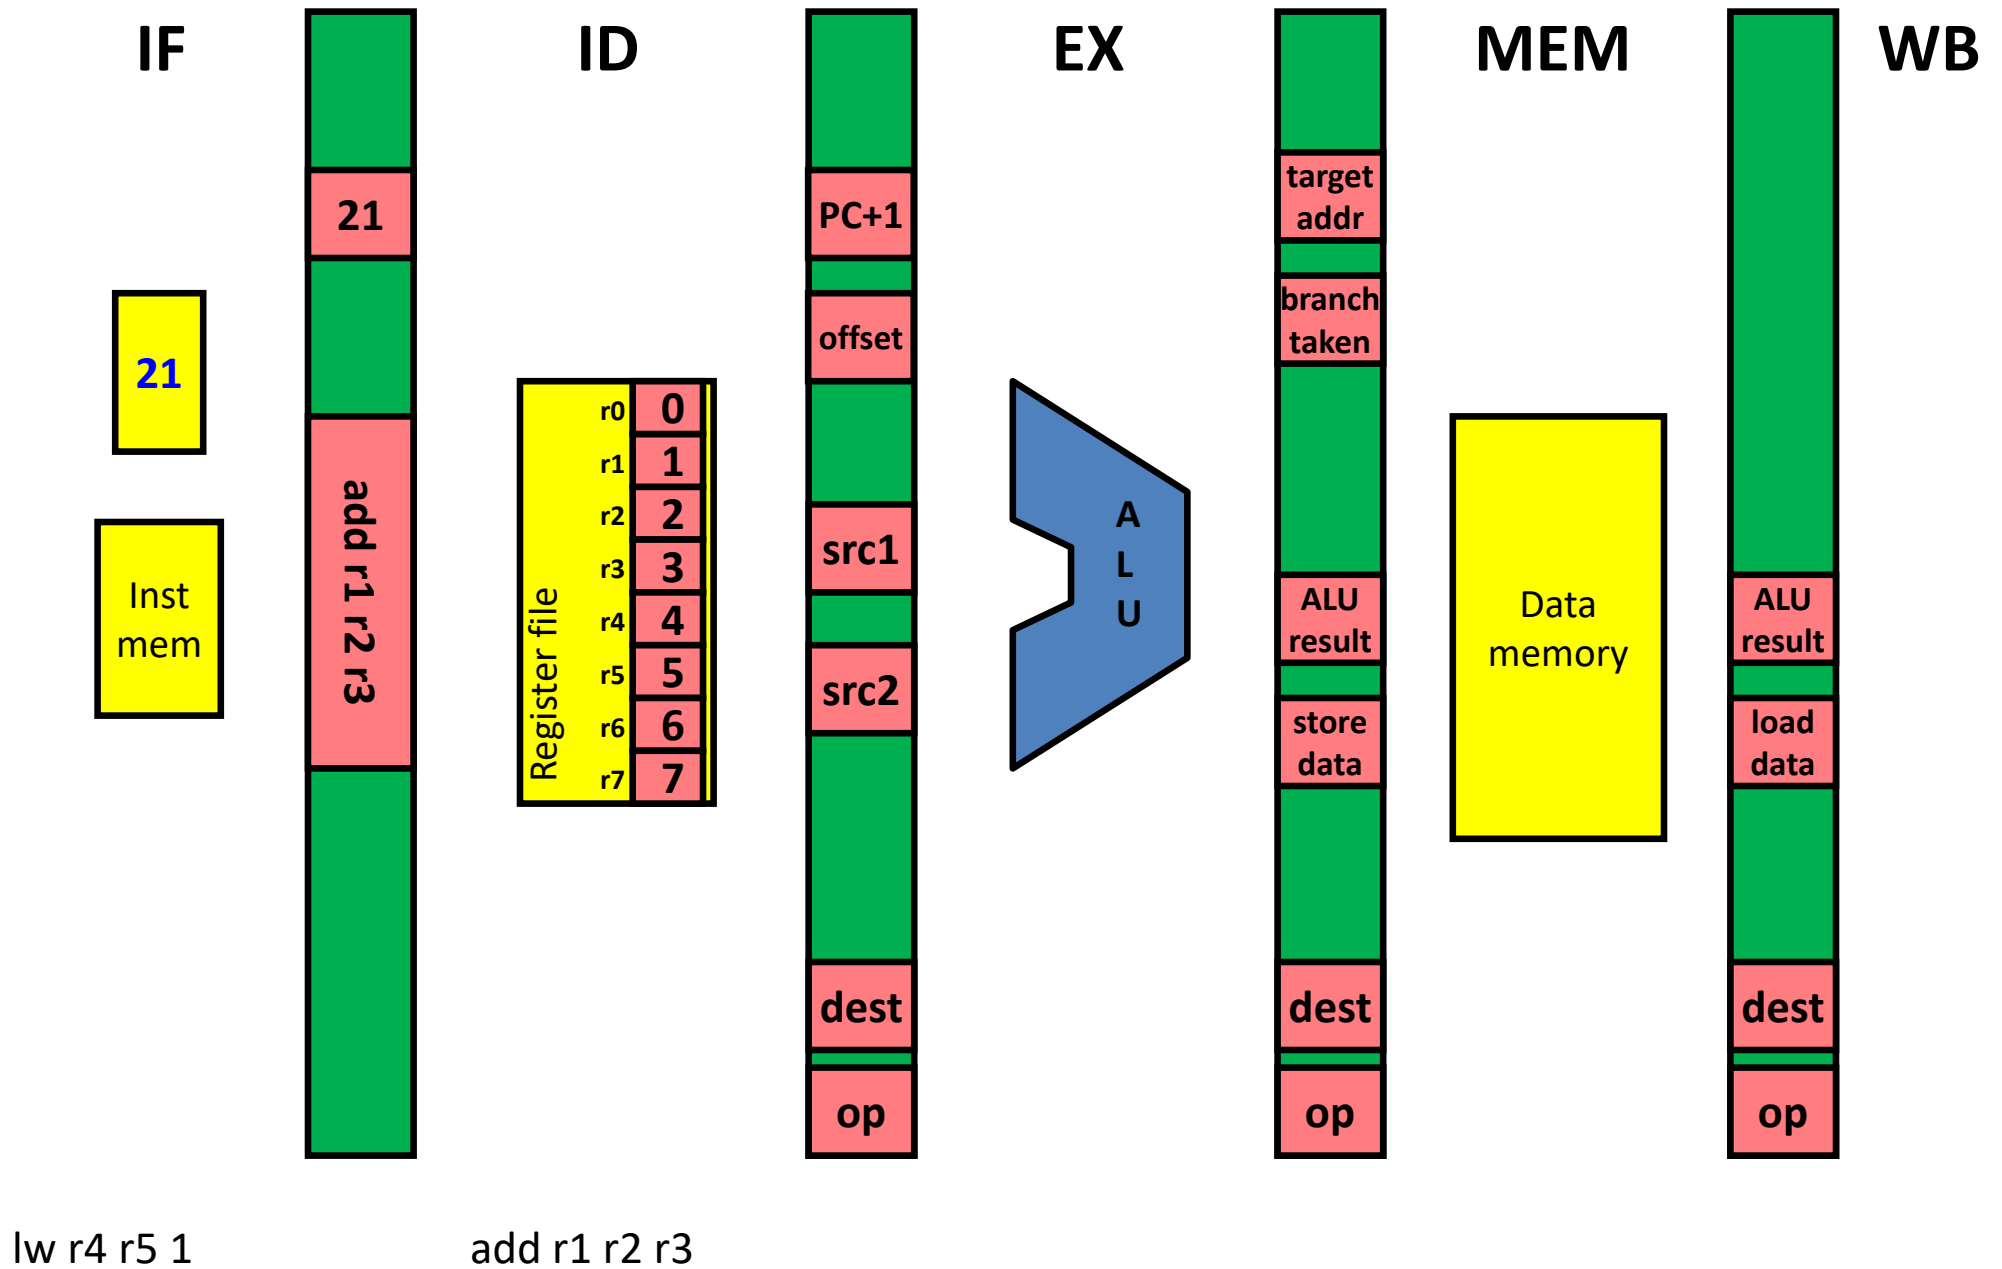 IF
ID
EX
MEM
WB
21
21
Inst
mem
add r1 r2 r3
Register file
r0 0
r1 1
r2 2
r3 3
r4 4
r5 5
r6 6
r7 7
PC+1
offset
src1
src2
dest
op
A
L
U
target
addr
branch
taken
ALU
result
store
data
dest
op
Data
memory
ALU
result
load
data
dest
op
lw r4 r5 1
add r1 r2 r3